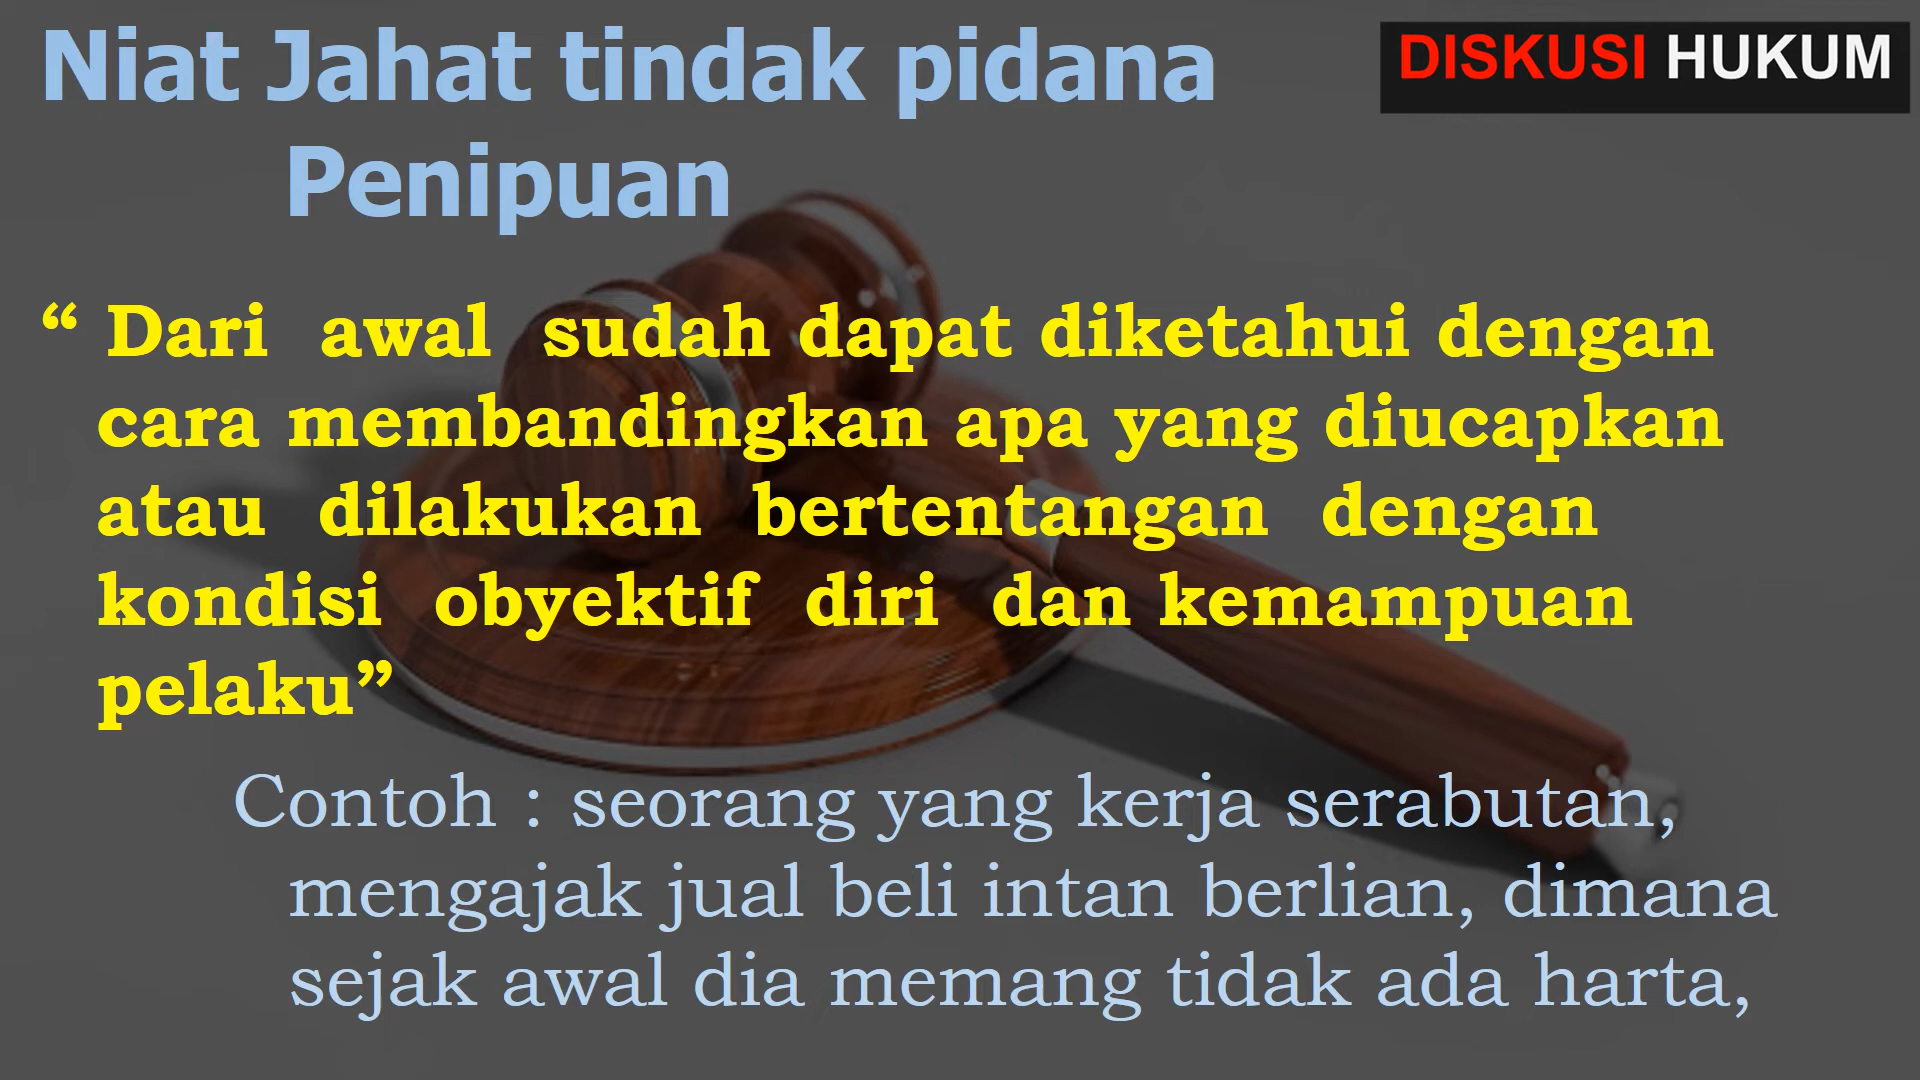 Niat Jahat tindak pidana
Penipuan
DISKUSI HUKUM
“ Dari awal sudah dapat diketahui dengan
cara membandingkan apa yang diucapkan
atau dilakukan bertentangan dengan
kondisi obyektif diri dan kemampuan
pelaku”
Contoh : seorang yang kerja serabutan,
mengajak jual beli intan berlian, dimana
sejak awal dia memang tidak ada harta,